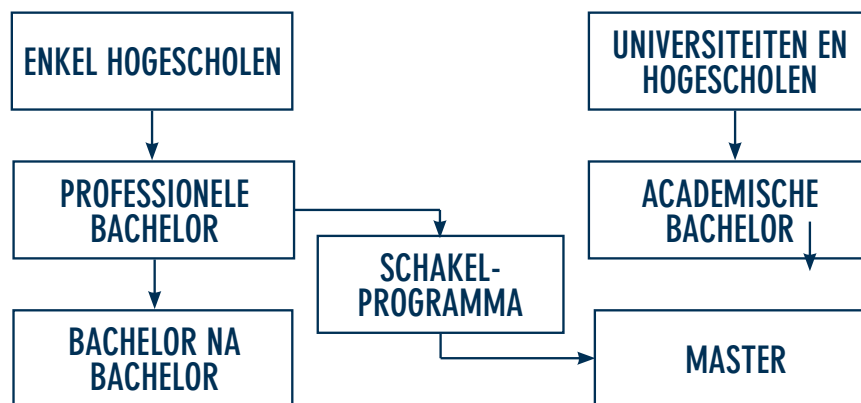 ENKEL HOGESCHOLEN
UNIVERSITEITEN EN
HOGESCHOLEN
PROFESSIONELE
BACHELOR
ACADEMISCHE
BACHELOR
SCHAKEL-
PROGRAMMA
BACHELOR NA
BACHELOR
MASTER